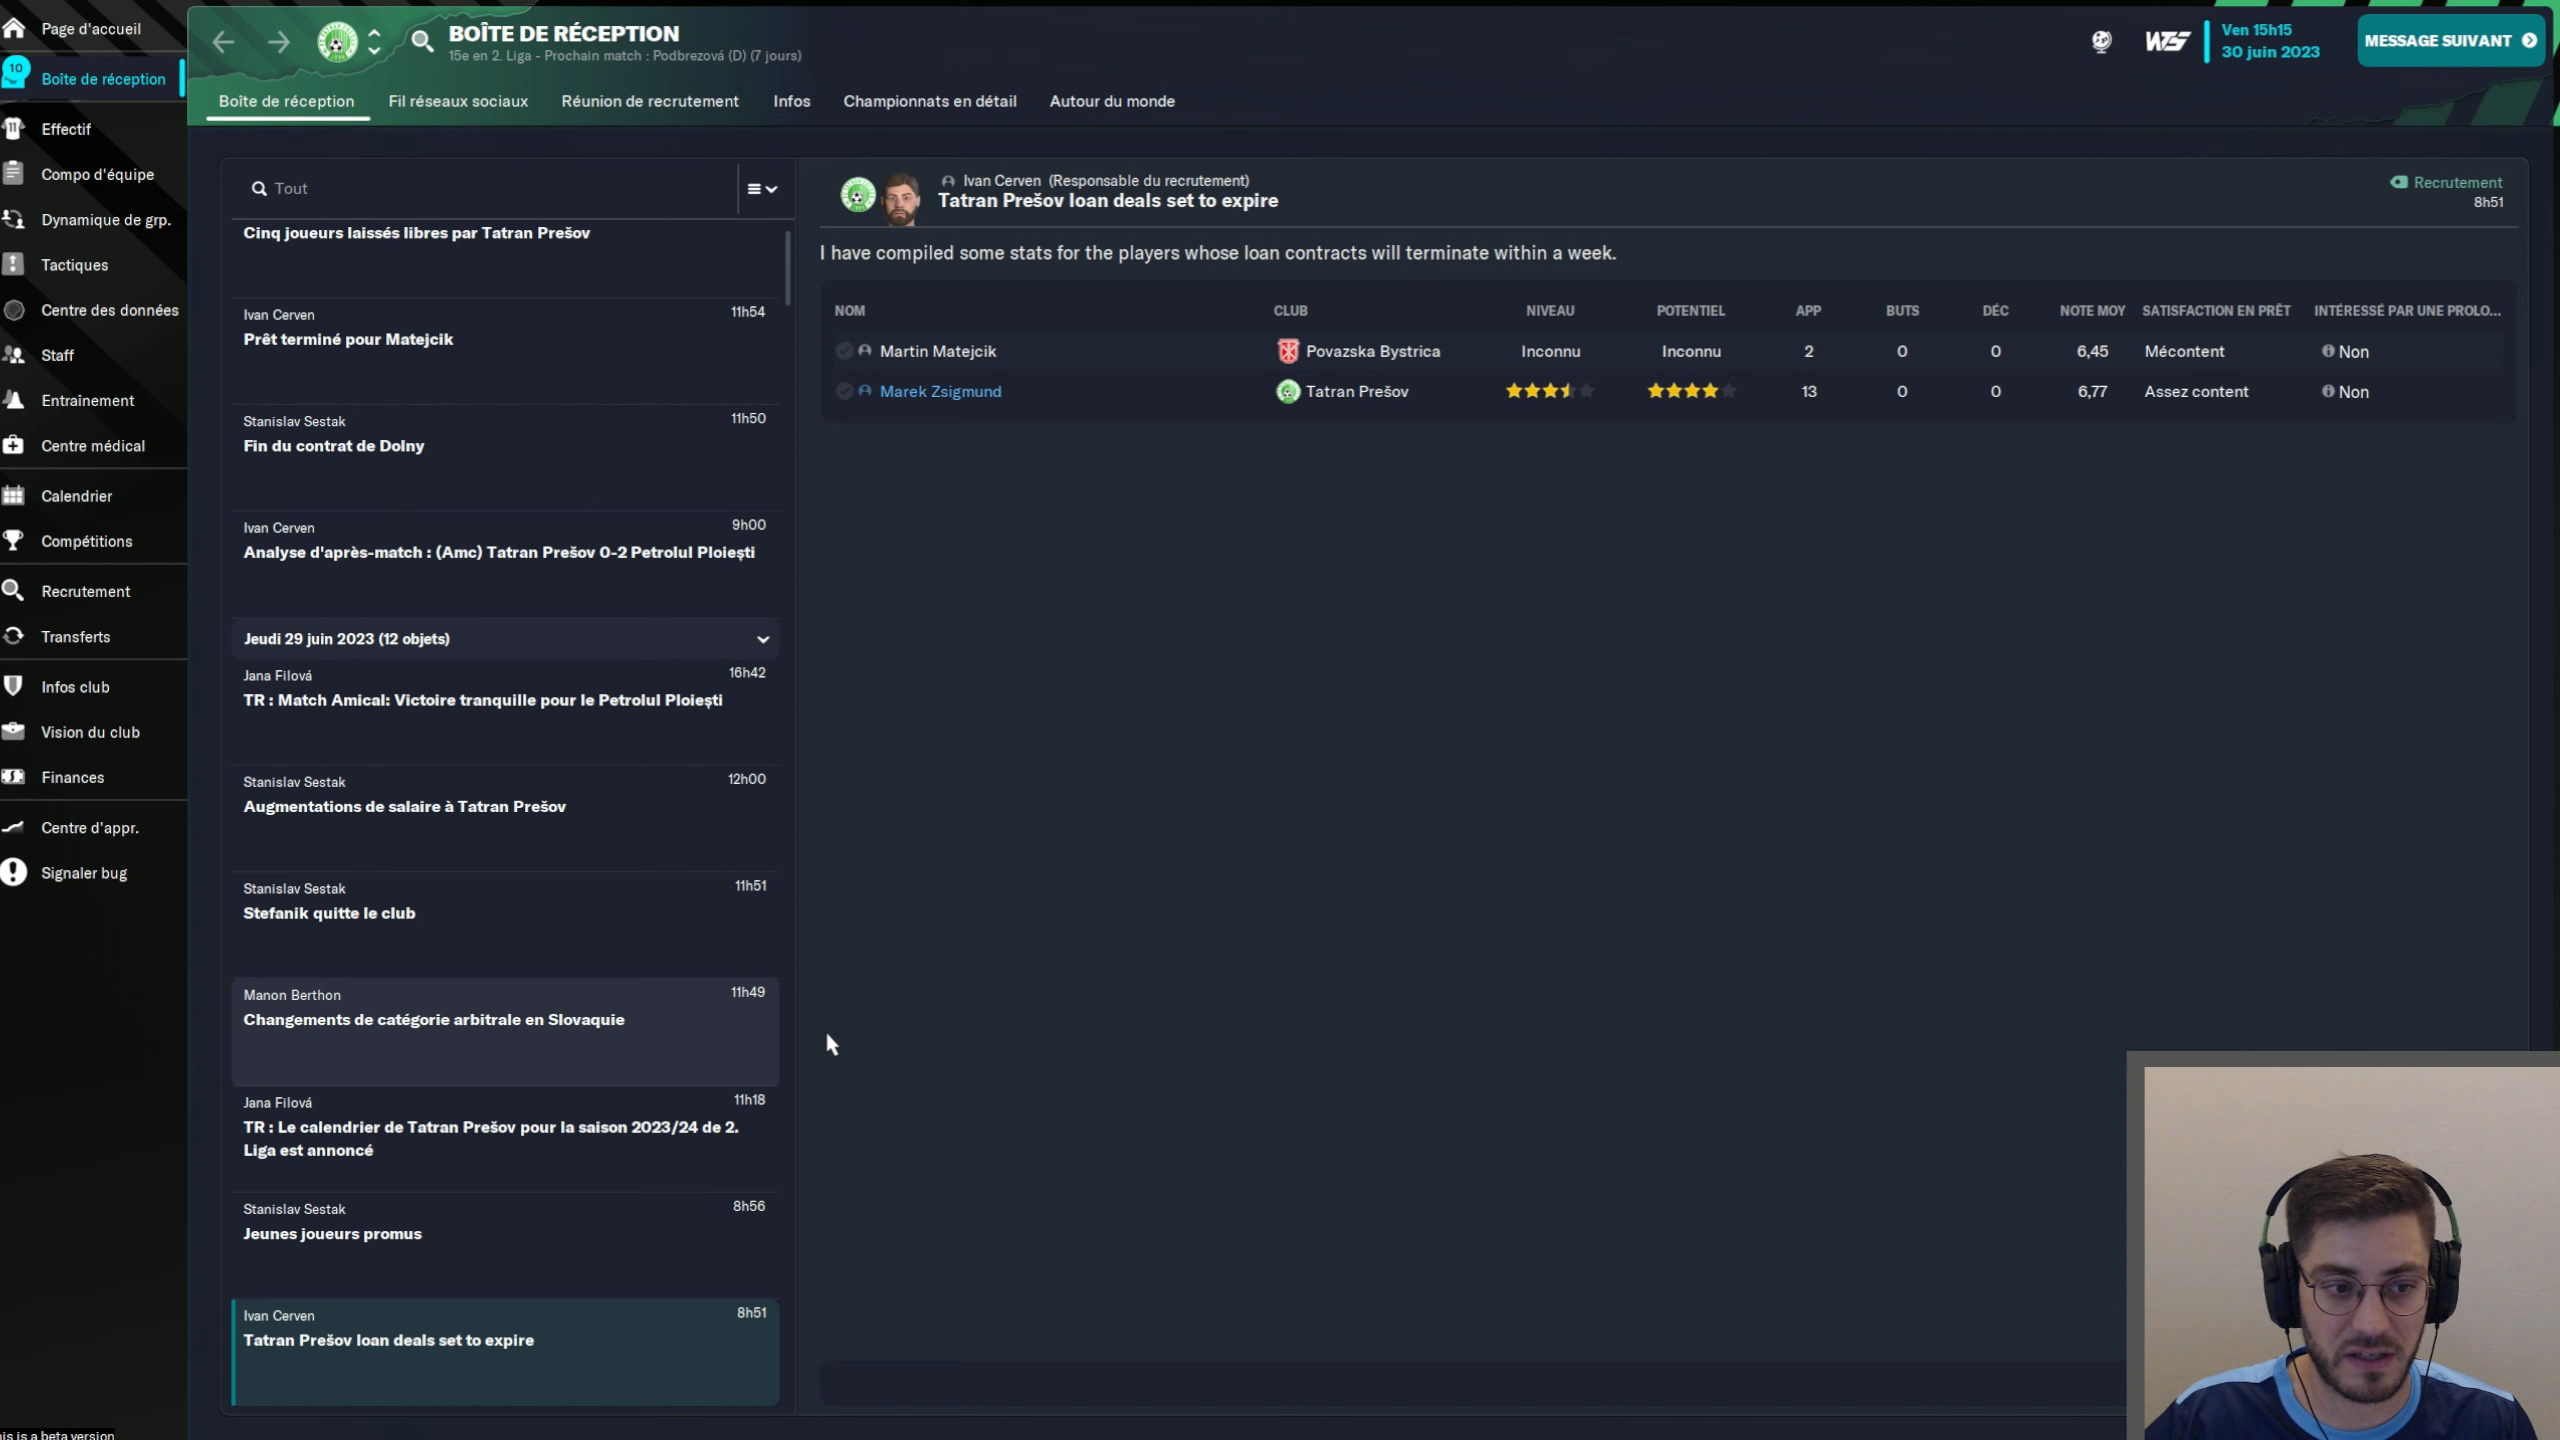 Page d'accueil
10
Boîte de réception
Effectif
Compo d'équipe
Dynamique de grp.
Tactiques
Centre des données
Staff
Entraînement
Centre médical
Calendrier
Compétitions
Recrutement
Transferts
Infos club
Vision du club
Finances
Centre d'appr.
Signaler bug
his is a beta version
BOÎTE DE RÉCEPTION
15e en 2. Liga - Prochain match : Podbrezová (D) (7 jours)
Ven 15h15
30 juin 2023
MESSAGE SUIVANT
Boîte de réception
Fil réseaux sociaux
Réunion de recrutement
Infos
Championnats en détail
Autour du monde
Tout
Cinq joueurs laissés libres par Tatran Prešov
Ivan Cerven 11h54
Prêt terminé pour Matejcik
Stanislav Sestak 11h50
Fin du contrat de Dolny
Ivan Cerven 9h00
Analyse d'après-match : (Amc) Tatran Prešov 0-2 Petrolul Ploiești
Jeudi 29 juin 2023 (12 objets)
Jana Filová 16h42
TR : Match Amical: Victoire tranquille pour le Petrolul Ploiești
Stanislav Sestak 12h00
Augmentations de salaire à Tatran Prešov
Stanislav Sestak 11h51
Stefanik quitte le club
Manon Berthon 11h49
Changements de catégorie arbitrale en Slovaquie
Jana Filová 11h18
TR : Le calendrier de Tatran Prešov pour la saison 2023/24 de 2.
Liga est annoncé
Stanislav Sestak 8h56
Jeunes joueurs promus
Ivan Cerven 8h51
Tatran Prešov loan deals set to expire
Ivan Cerven (Responsable du recrutement)
Tatran Prešov loan deals set to expire
Recrutement
8h51
I have compiled some stats for the players whose loan contracts will terminate within a week.
NOM CLUB NIVEAU POTENTIEL APP BUTS DÉC NOTE MOY SATISFACTION EN PRÊT INTÉRESSÉ PAR UNE PROLO...
Martin Matejcik Povazska Bystrica Inconnu Inconnu 2 0 0 6,45 Mécontent Non
Marek Zsigmund Tatran Prešov 13 0 0 6,77 Assez content Non